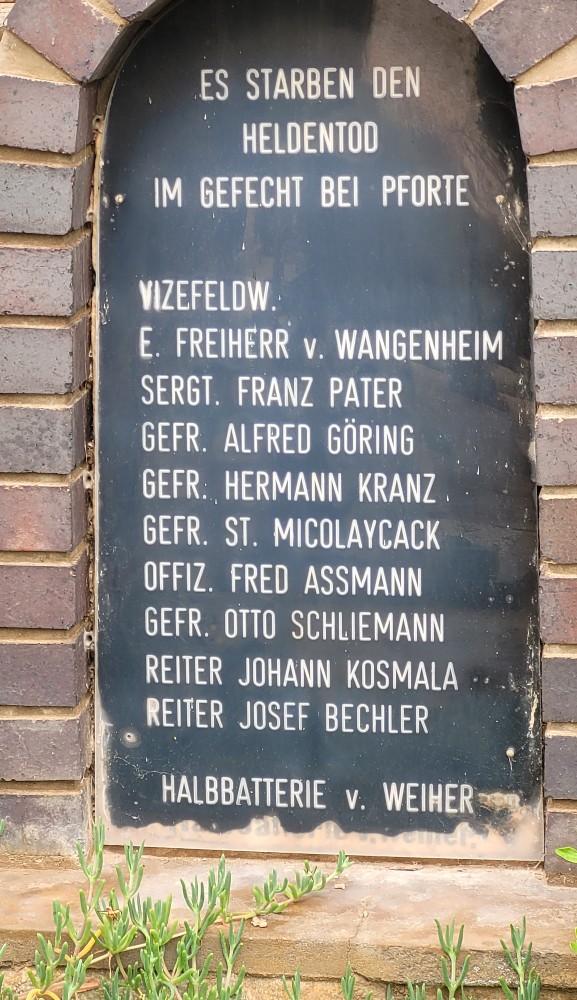 ES STARBEN DEN
HELDENTOD
IM GEFECHT BEI PFORTE
VIZEFELDW.
E. FREIHERR v. WANGENHEIM
SERGT. FRANZ PATER
GEFR. ALFRED GÖRING
GEFR. HERMANN KRANZ
GEFR. ST. MICOLAYCACK
OFFIZ. FRED ASSMANN
GEFR. OTTO SCHLIEMANN
REITER JOHANN KOSMALA
REITER JOSEF BECHLER
HALBBATTERIE v. WEIHER